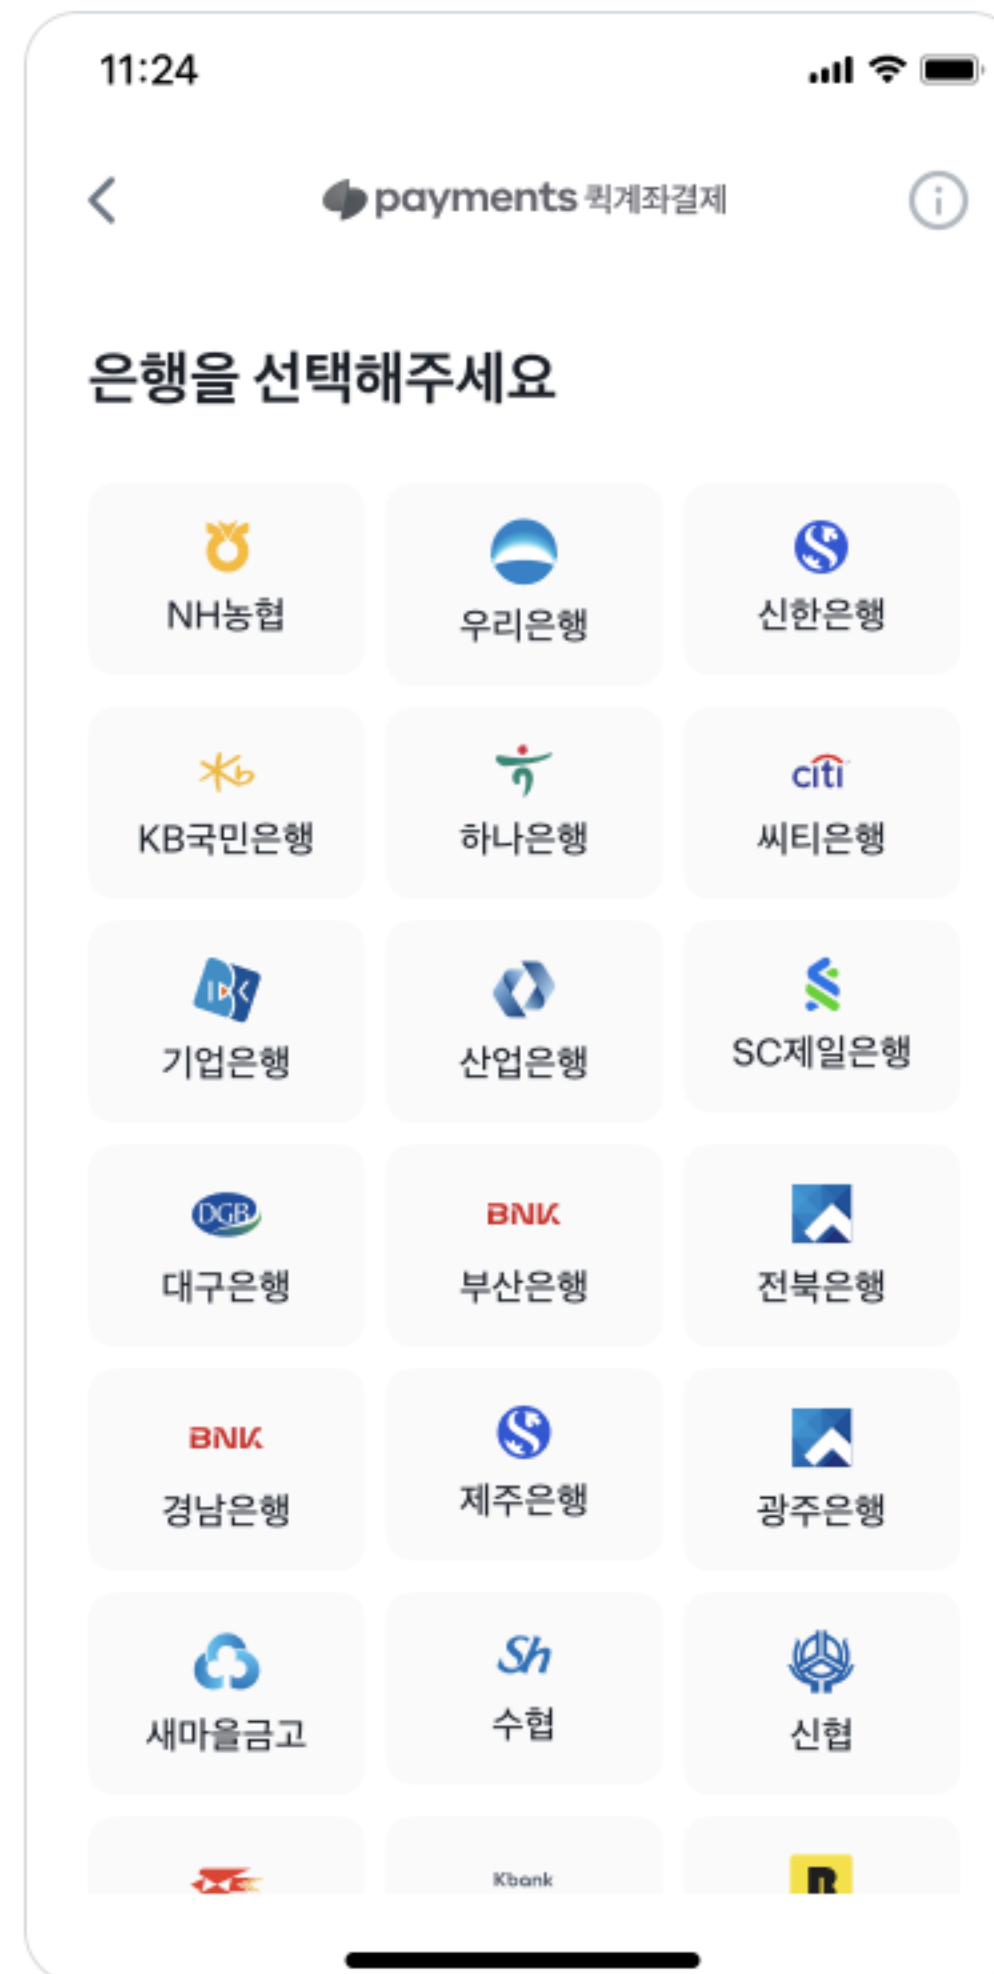 11:24
payments 퀵계좌결제
은행을 선택해주세요
NH농협
우리은행
신한은행
KB국민은행
하나은행
citi
씨티은행
기업은행
산업은행
SC제일은행
DGB
대구은행
BNK
부산은행
전북은행
BNK
경남은행
제주은행
광주은행
새마을금고
Sh
수협
신협
Kbank